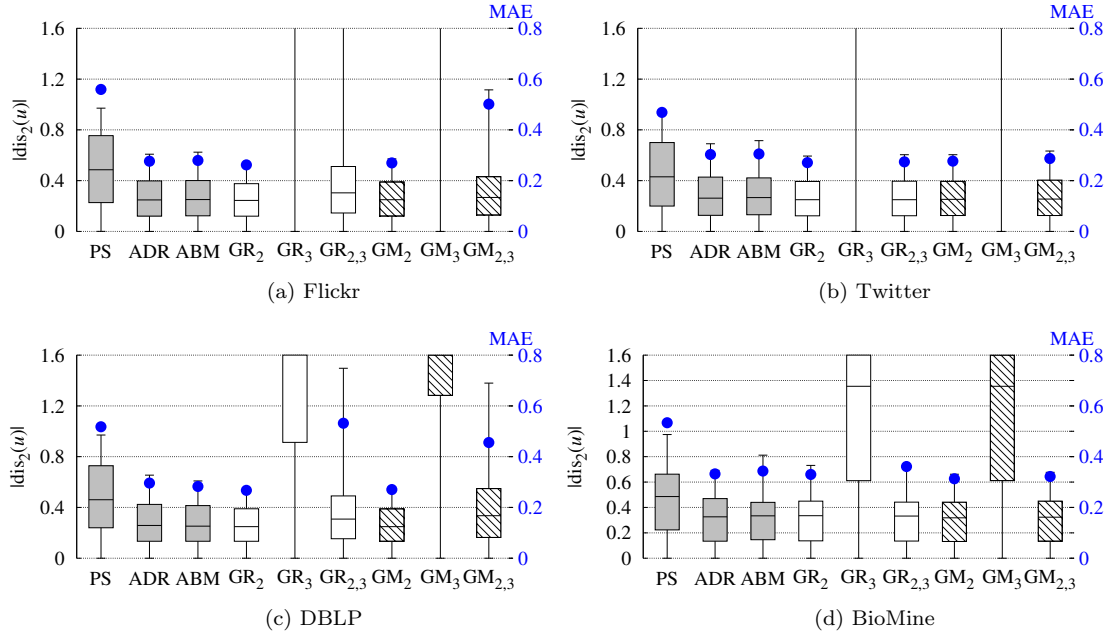 MAE
1.6
1.2
0.8
0.4
0
|dis₂(u)|
0.8
0.6
0.4
0.2
0
PS ADR ABM GR₂ GR₃ GR₂,₃ GM₂ GM₃ GM₂,₃
(a) Flickr
MAE
1.6
1.2
0.8
0.4
0
|dis₂(u)|
0.8
0.6
0.4
0.2
0
PS ADR ABM GR₂ GR₃ GR₂,₃ GM₂ GM₃ GM₂,₃
(b) Twitter
MAE
1.6
1.2
0.8
0.4
0
|dis₂(u)|
0.8
0.6
0.4
0.2
0
PS ADR ABM GR₂ GR₃ GR₂,₃ GM₂ GM₃ GM₂,₃
(c) DBLP
MAE
1.6
1.4
1.2
1
0.8
0.6
0.4
0.2
0
|dis₂(u)|
0.8
0.6
0.4
0.2
0
PS ADR ABM GR₂ GR₃ GR₂,₃ GM₂ GM₃ GM₂,₃
(d) BioMine